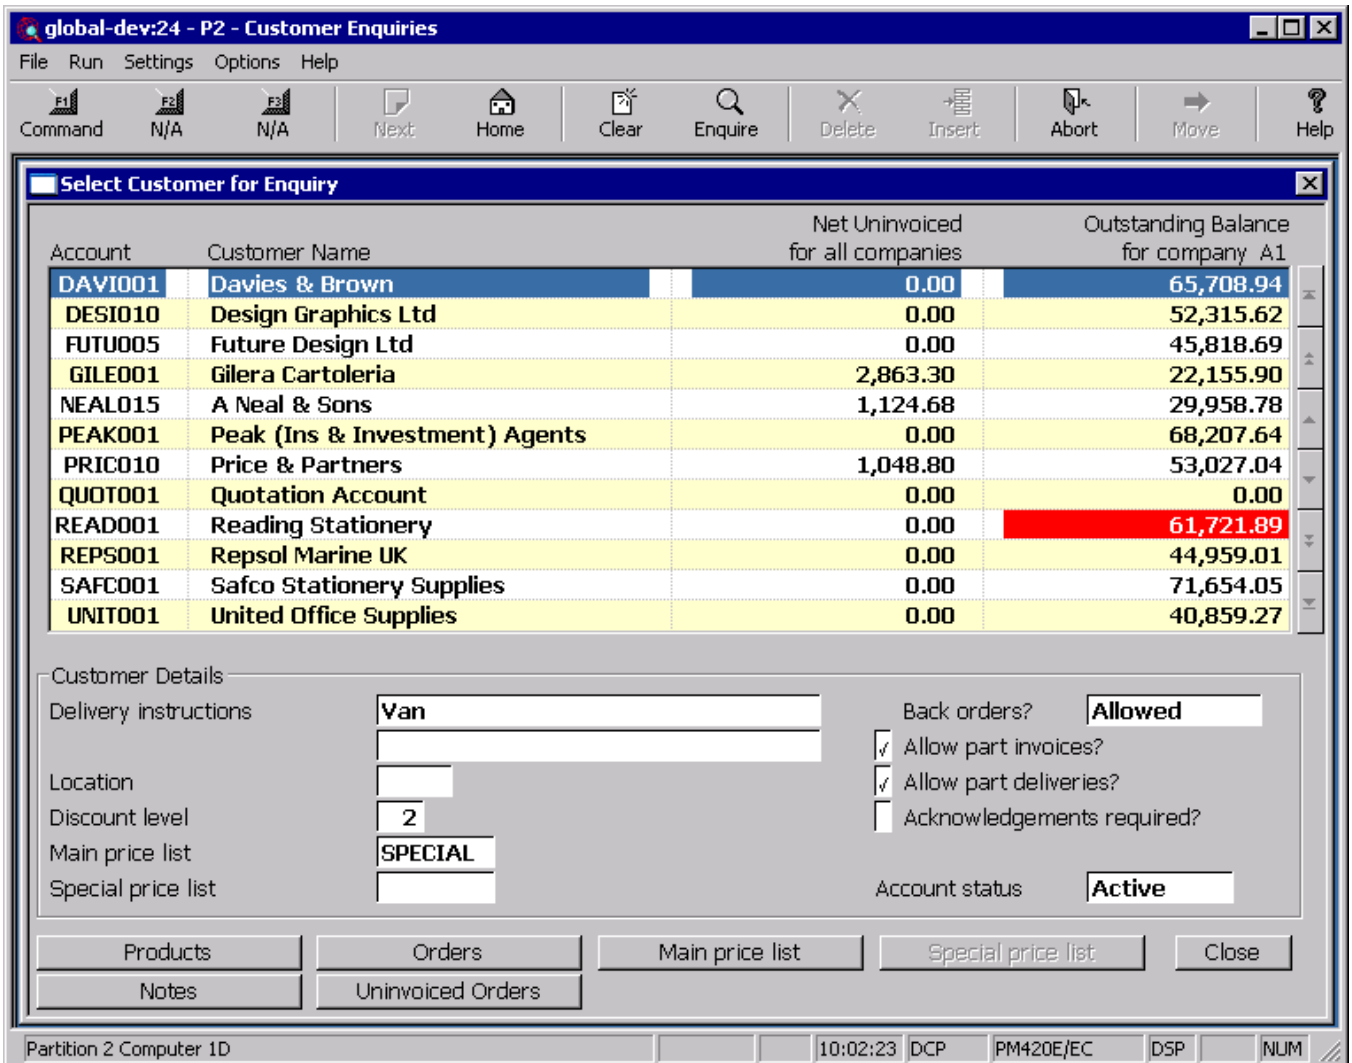 global-dev:24 - P2 - Customer Enquiries
File Run Settings Options Help
F1 F2 F3
Command N/A N/A Next Home Clear Enquire Delete Insert Abort Move Help
Select Customer for Enquiry
Net Uninvoiced Outstanding Balance
Account Customer Name for all companies for company A1
DAVI001 Davies & Brown 0.00 65,708.94
DESI010 Design Graphics Ltd 0.00 52,315.62
FUTU005 Future Design Ltd 0.00 45,818.69
GILE001 Gilera Cartoleria 2,863.30 22,155.90
NEAL015 A Neal & Sons 1,124.68 29,958.78
PEAK001 Peak (Ins & Investment) Agents 0.00 68,207.64
PRIC010 Price & Partners 1,048.80 53,027.04
QUOT001 Quotation Account 0.00 0.00
READ001 Reading Stationery 0.00 61,721.89
REPS001 Repsol Marine UK 0.00 44,959.01
SAFC001 Safco Stationery Supplies 0.00 71,654.05
UNIT001 United Office Supplies 0.00 40,859.27
Customer Details
Delivery instructions Van Back orders? Allowed
Allow part invoices?
Location Allow part deliveries?
Discount level 2 Acknowledgements required?
Main price list SPECIAL
Special price list Account status Active
Products Orders Main price list Special price list Close
Notes Uninvoiced Orders
Partition 2 Computer 1D 10:02:23 DCP PM420E/EC DSP NUM